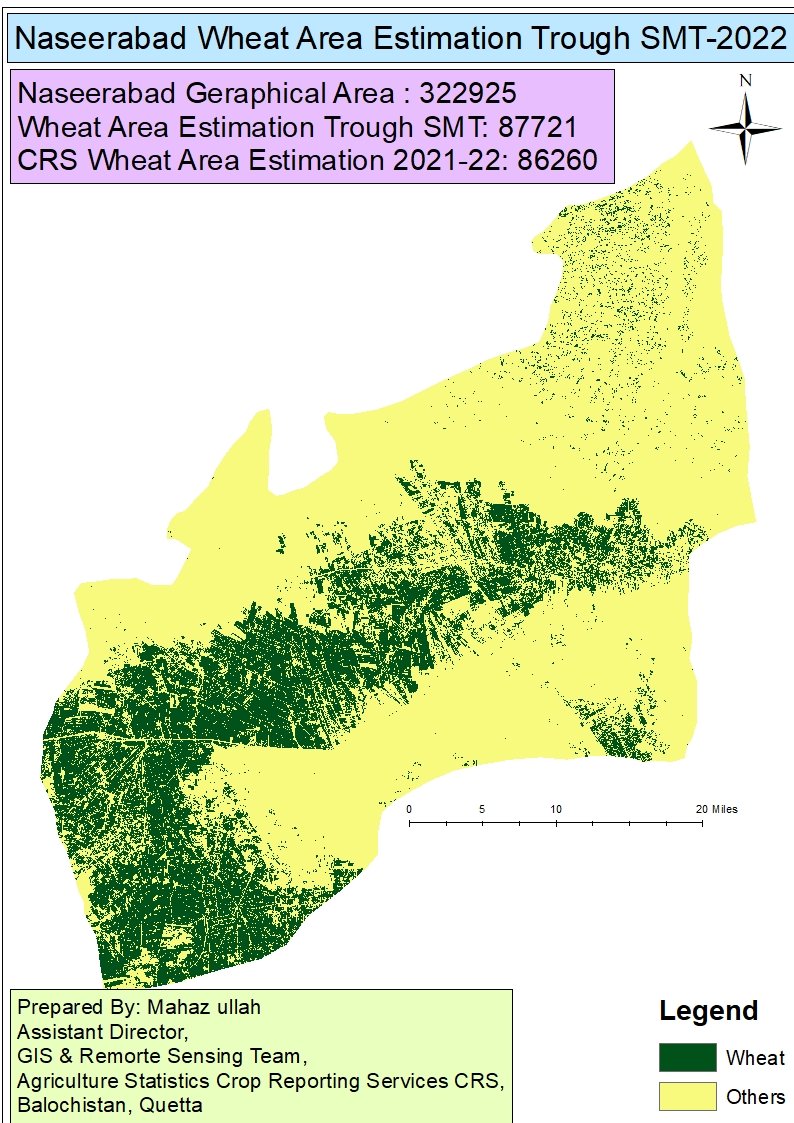 Naseerabad Wheat Area Estimation Trough SMT-2022
Naseerabad Geraphical Area : 322925
Wheat Area Estimation Trough SMT: 87721
CRS Wheat Area Estimation 2021-22: 86260
N
0 5 10 20 Miles
Prepared By: Mahaz ullah
Assistant Director,
GIS & Remorte Sensing Team,
Agriculture Statistics Crop Reporting Services CRS,
Balochistan, Quetta
Legend
Wheat
Others